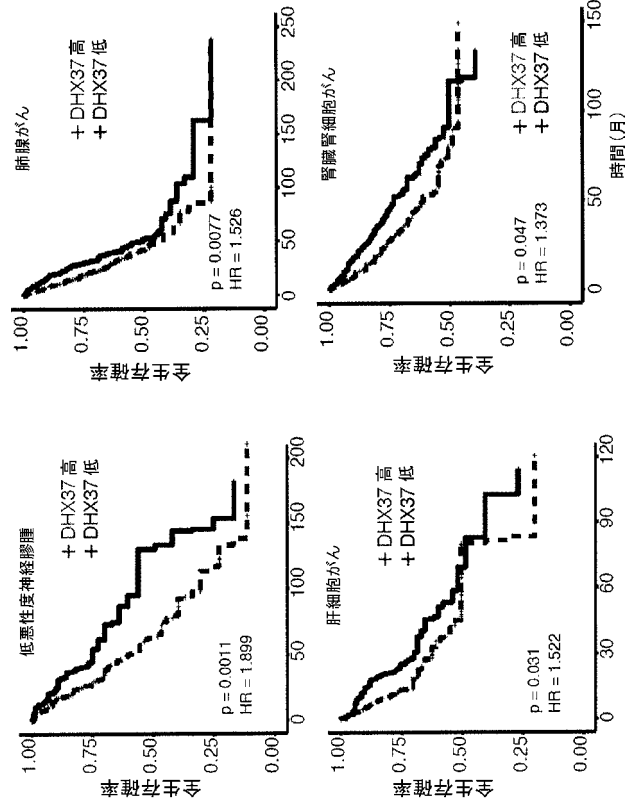 低悪性度神経膠腫
全生存確率
1.00
0.75
0.50
0.25
0.00
+ DHX37 高
+ DHX37 低
p = 0.0011
HR = 1.899
0 50 100 150 200
肺腺がん
全生存確率
1.00
0.75
0.50
0.25
0.00
+ DHX37 高
+ DHX37 低
p = 0.0077
HR = 1.526
0 50 100 150 200 250
肝細胞がん
全生存確率
1.00
0.75
0.50
0.25
0.00
+ DHX37 高
+ DHX37 低
p = 0.031
HR = 1.522
0 30 60 90 120
腎臓腎細胞がん
全生存確率
1.00
0.75
0.50
0.25
0.00
+ DHX37 高
+ DHX37 低
p = 0.047
HR = 1.373
0 50 100 150
時間(月)